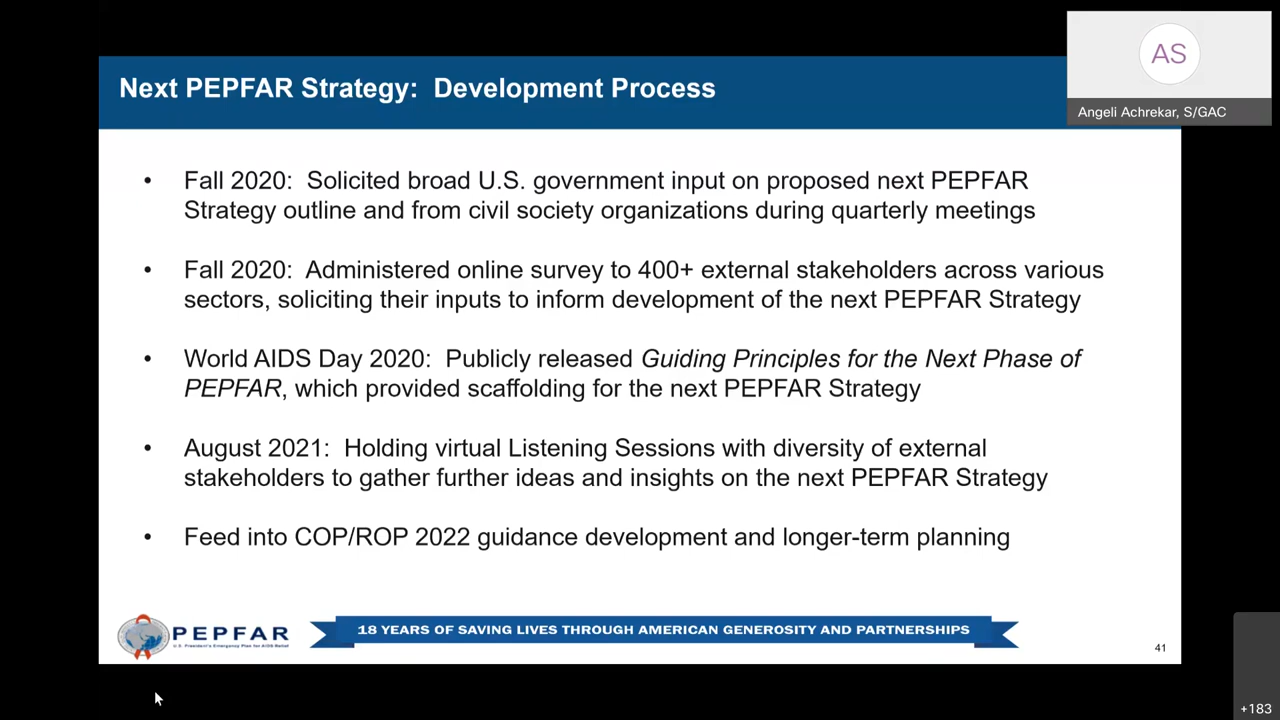 AS
Angeli Achrekar, S/GAC
Next PEPFAR Strategy:  Development Process
• Fall 2020:  Solicited broad U.S. government input on proposed next PEPFAR
Strategy outline and from civil society organizations during quarterly meetings
• Fall 2020:  Administered online survey to 400+ external stakeholders across various
sectors, soliciting their inputs to inform development of the next PEPFAR Strategy
• World AIDS Day 2020:  Publicly released Guiding Principles for the Next Phase of
PEPFAR, which provided scaffolding for the next PEPFAR Strategy
• August 2021:  Holding virtual Listening Sessions with diversity of external
stakeholders to gather further ideas and insights on the next PEPFAR Strategy
• Feed into COP/ROP 2022 guidance development and longer-term planning
PEPFAR
U.S. President's Emergency Plan for AIDS Relief
18 YEARS OF SAVING LIVES THROUGH AMERICAN GENEROSITY AND PARTNERSHIPS
41
+183